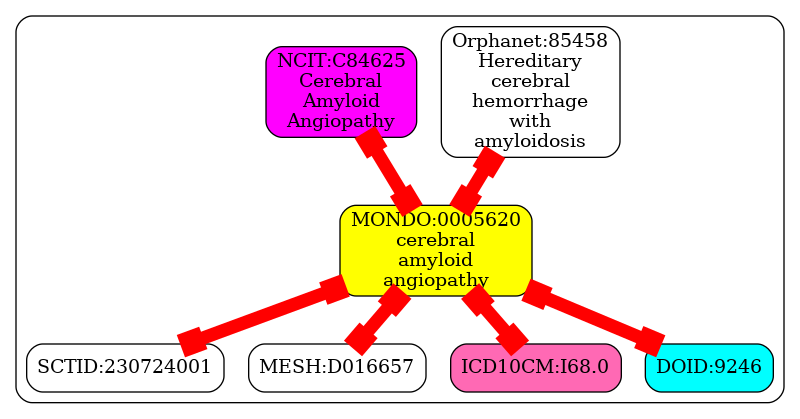 NCIT:C84625
Cerebral
Amyloid
Angiopathy
Orphanet:85458
Hereditary
cerebral
hemorrhage
with
amyloidosis
MONDO:0005620
cerebral
amyloid
angiopathy
SCTID:230724001
MESH:D016657
ICD10CM:I68.0
DOID:9246